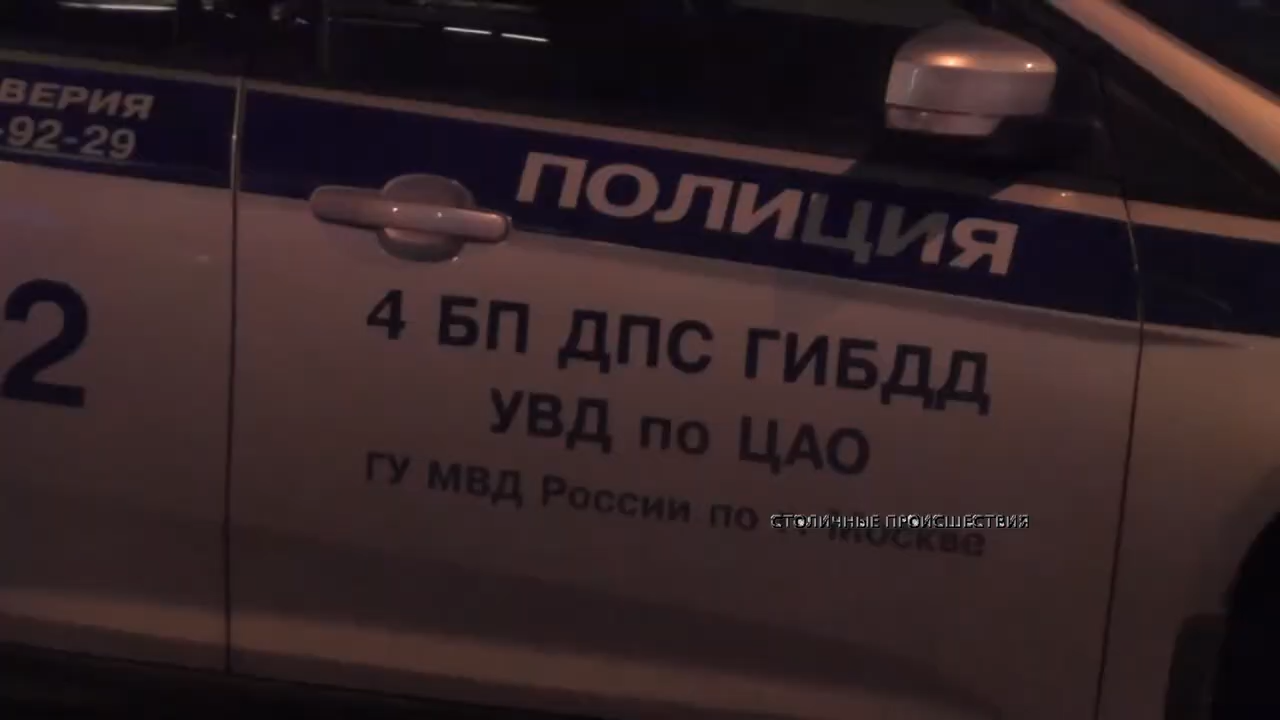 ВЕРИЯ
-92-29
ПОЛИЦИЯ
2
4 БП ДПС ГИБДД
УВД по ЦАО
ГУ МВД России по г. Москве
СТОЛИЧНЫЕ ПРОИСШЕСТВИЯ